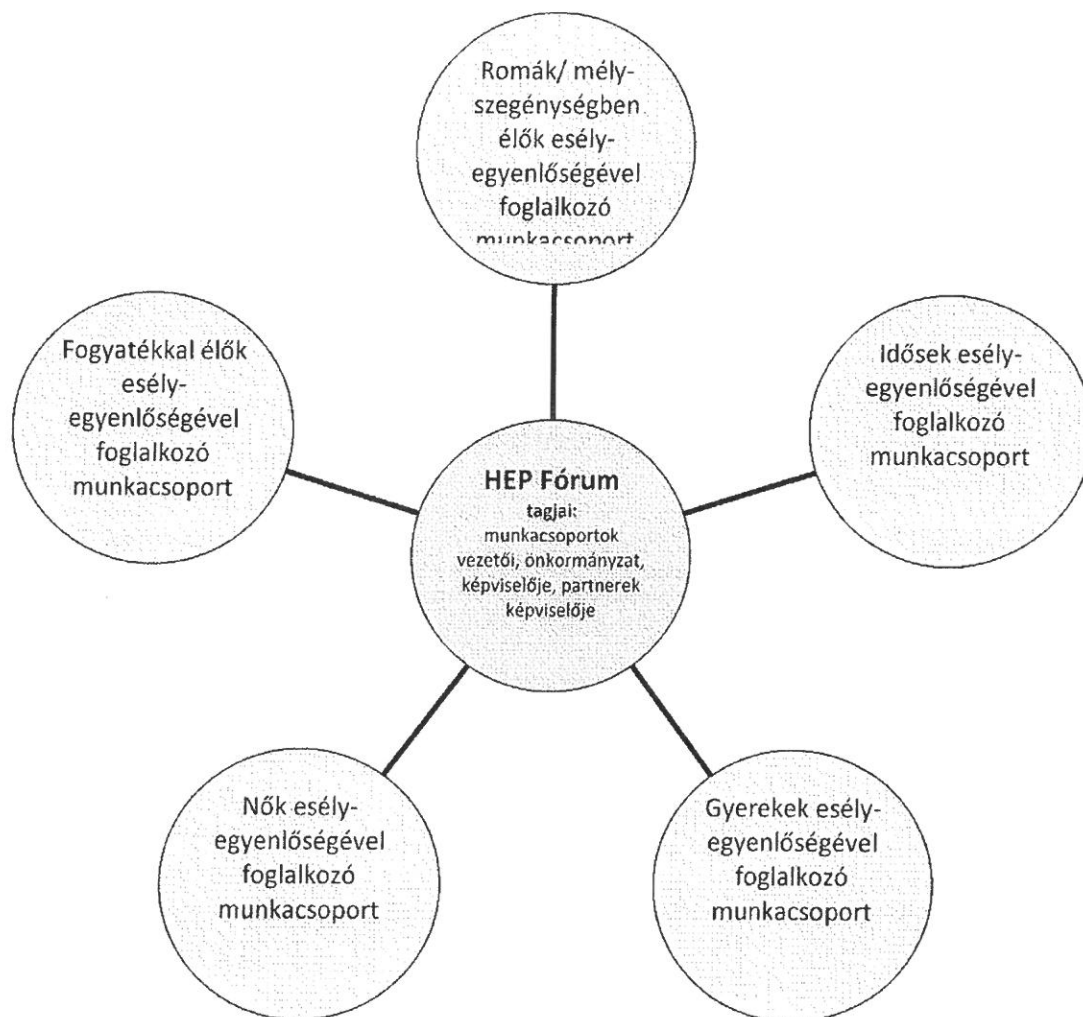 Romák/ mély-
szegénységben
élők esély-
egyenlőségével
foglalkozó
munkacsoport
Fogyatékkal élők
esély-
egyenlőségével
foglalkozó
munkacsoport
Idősek esély-
egyenlőségével
foglalkozó
munkacsoport
HEP Fórum
tagjai:
munkacsoportok
vezetői, önkormányzat,
képviselője, partnerek
képviselője
Nők esély-
egyenlőségével
foglalkozó
munkacsoport
Gyerekek esély-
egyenlőségével
foglalkozó
munkacsoport